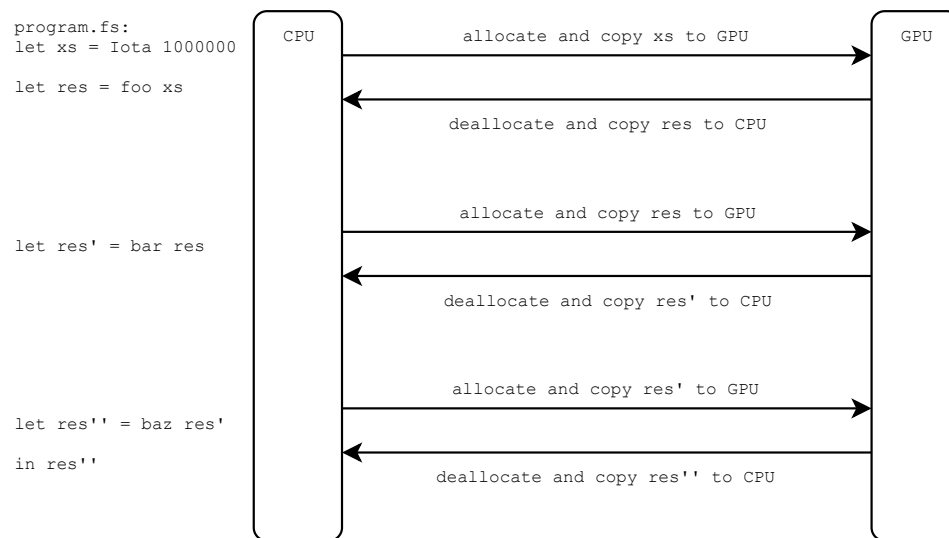 program.fs:
let xs = Iota 1000000
let res = foo xs
let res' = bar res
let res'' = baz res'
in res''
CPU
allocate and copy xs to GPU
deallocate and copy res to CPU
allocate and copy res to GPU
deallocate and copy res' to CPU
allocate and copy res' to GPU
deallocate and copy res'' to CPU
GPU